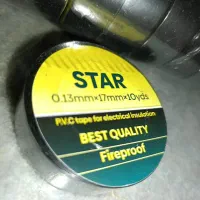 STAR
0.13mm×17mm×10yds
P.V.C tape for electrical insulation
BEST QUALITY
Fireproof